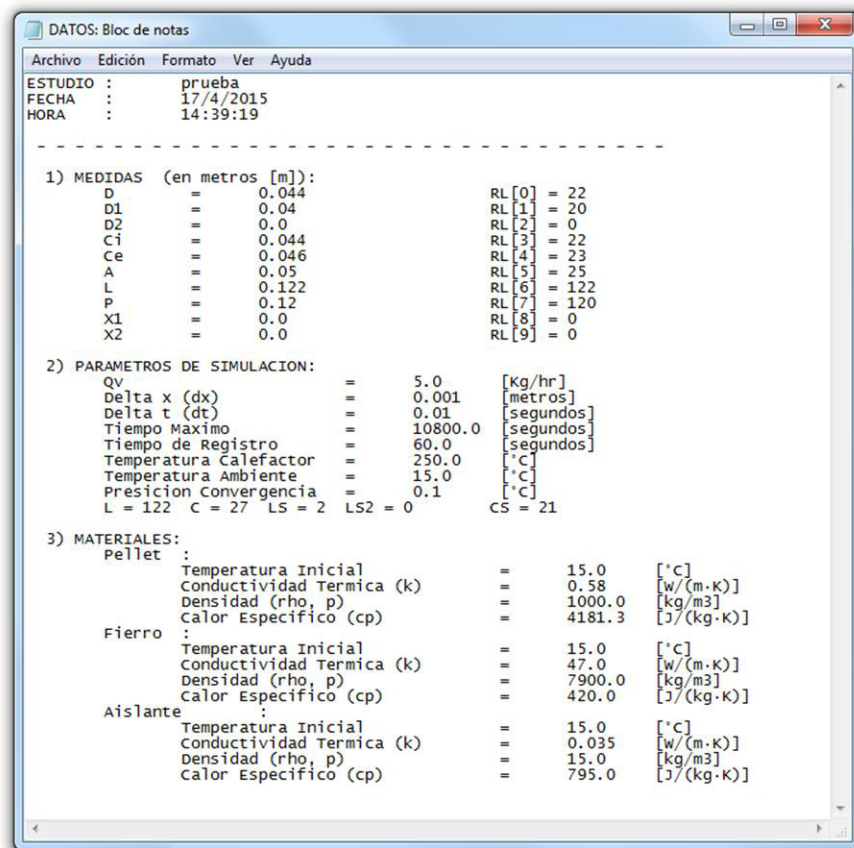 DATOS: Bloc de notas
Archivo Edición Formato Ver Ayuda
ESTUDIO : prueba
FECHA : 17/4/2015
HORA : 14:39:19
- - - - - - - - - - - - - - - - - - - - - - - - - - - - - - - - -
1) MEDIDAS (en metros [m]):
D = 0.044 RL[0] = 22
D1 = 0.04 RL[1] = 20
D2 = 0.0 RL[2] = 0
Ci = 0.044 RL[3] = 22
Ce = 0.046 RL[4] = 23
A = 0.05 RL[5] = 25
L = 0.122 RL[6] = 122
P = 0.12 RL[7] = 120
X1 = 0.0 RL[8] = 0
X2 = 0.0 RL[9] = 0
2) PARAMETROS DE SIMULACION:
Qv = 5.0 [Kg/hr]
Delta x (dx) = 0.001 [metros]
Delta t (dt) = 0.01 [segundos]
Tiempo Maximo = 10800.0 [segundos]
Tiempo de Registro = 60.0 [segundos]
Temperatura Calefactor = 250.0 [°C]
Temperatura Ambiente = 15.0 [°C]
Presicion Convergencia = 0.1 [°C]
L = 122 C = 27 LS = 2 LS2 = 0 CS = 21
3) MATERIALES:
Pellet :
Temperatura Inicial = 15.0 [°C]
Conductividad Termica (k) = 0.58 [W/(m·K)]
Densidad (rho, p) = 1000.0 [kg/m3]
Calor Especifico (cp) = 4181.3 [J/(kg·K)]
Fierro :
Temperatura Inicial = 15.0 [°C]
Conductividad Termica (k) = 47.0 [W/(m·K)]
Densidad (rho, p) = 7900.0 [kg/m3]
Calor Especifico (cp) = 420.0 [J/(kg·K)]
Aislante :
Temperatura Inicial = 15.0 [°C]
Conductividad Termica (k) = 0.035 [W/(m·K)]
Densidad (rho, p) = 15.0 [kg/m3]
Calor Especifico (cp) = 795.0 [J/(kg·K)]